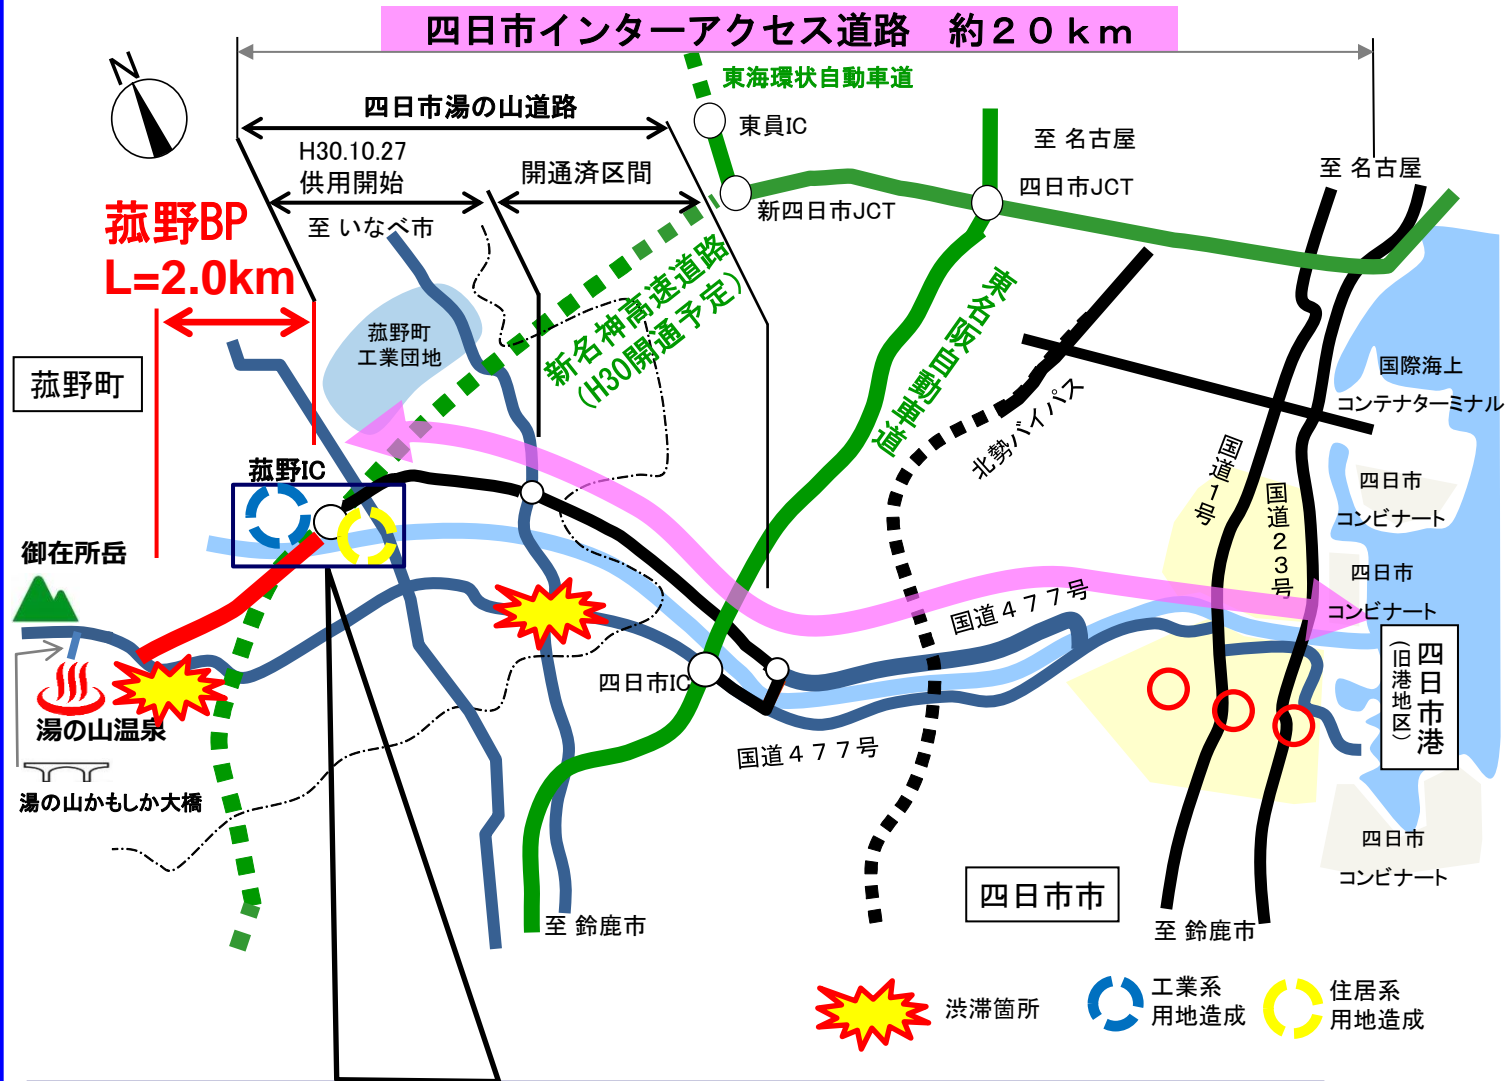 四日市インターアクセス道路　約２０ｋｍ
N
東海環状自動車道
四日市湯の山道路
東員IC
至 名古屋
至 名古屋
H30.10.27
供用開始
開通済区間
四日市JCT
新四日市JCT
菰野BP
L=2.0km
至 いなべ市
新名神高速道路
(H30開通予定)
東名阪自動車道
菰野町
工業団地
菰野町
国際海上
コンテナターミナル
北勢バイパス
国道1号
国道２３号
四日市
コンビナート
菰野IC
御在所岳
四日市
コンビナート
国道４７７号
四日市港
(旧港地区)
四日市IC
湯の山温泉
国道４７７号
湯の山かもしか大橋
四日市
コンビナート
四日市市
至 鈴鹿市
至 鈴鹿市
渋滞箇所
工業系
用地造成
住居系
用地造成